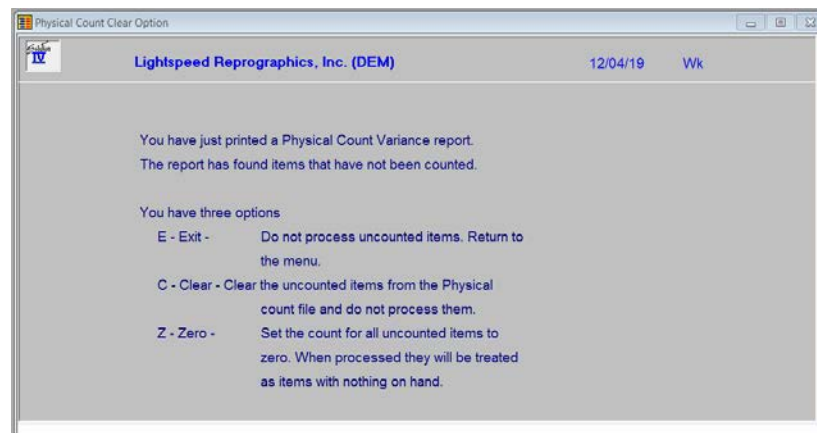 Physical Count Clear Option
IV
Lightspeed Reprographics, Inc. (DEM) 12/04/19 Wk
You have just printed a Physical Count Variance report.
The report has found items that have not been counted.
You have three options
E - Exit - Do not process uncounted items. Return to
the menu.
C - Clear - Clear the uncounted items from the Physical
count file and do not process them.
Z - Zero - Set the count for all uncounted items to
zero. When processed they will be treated
as items with nothing on hand.